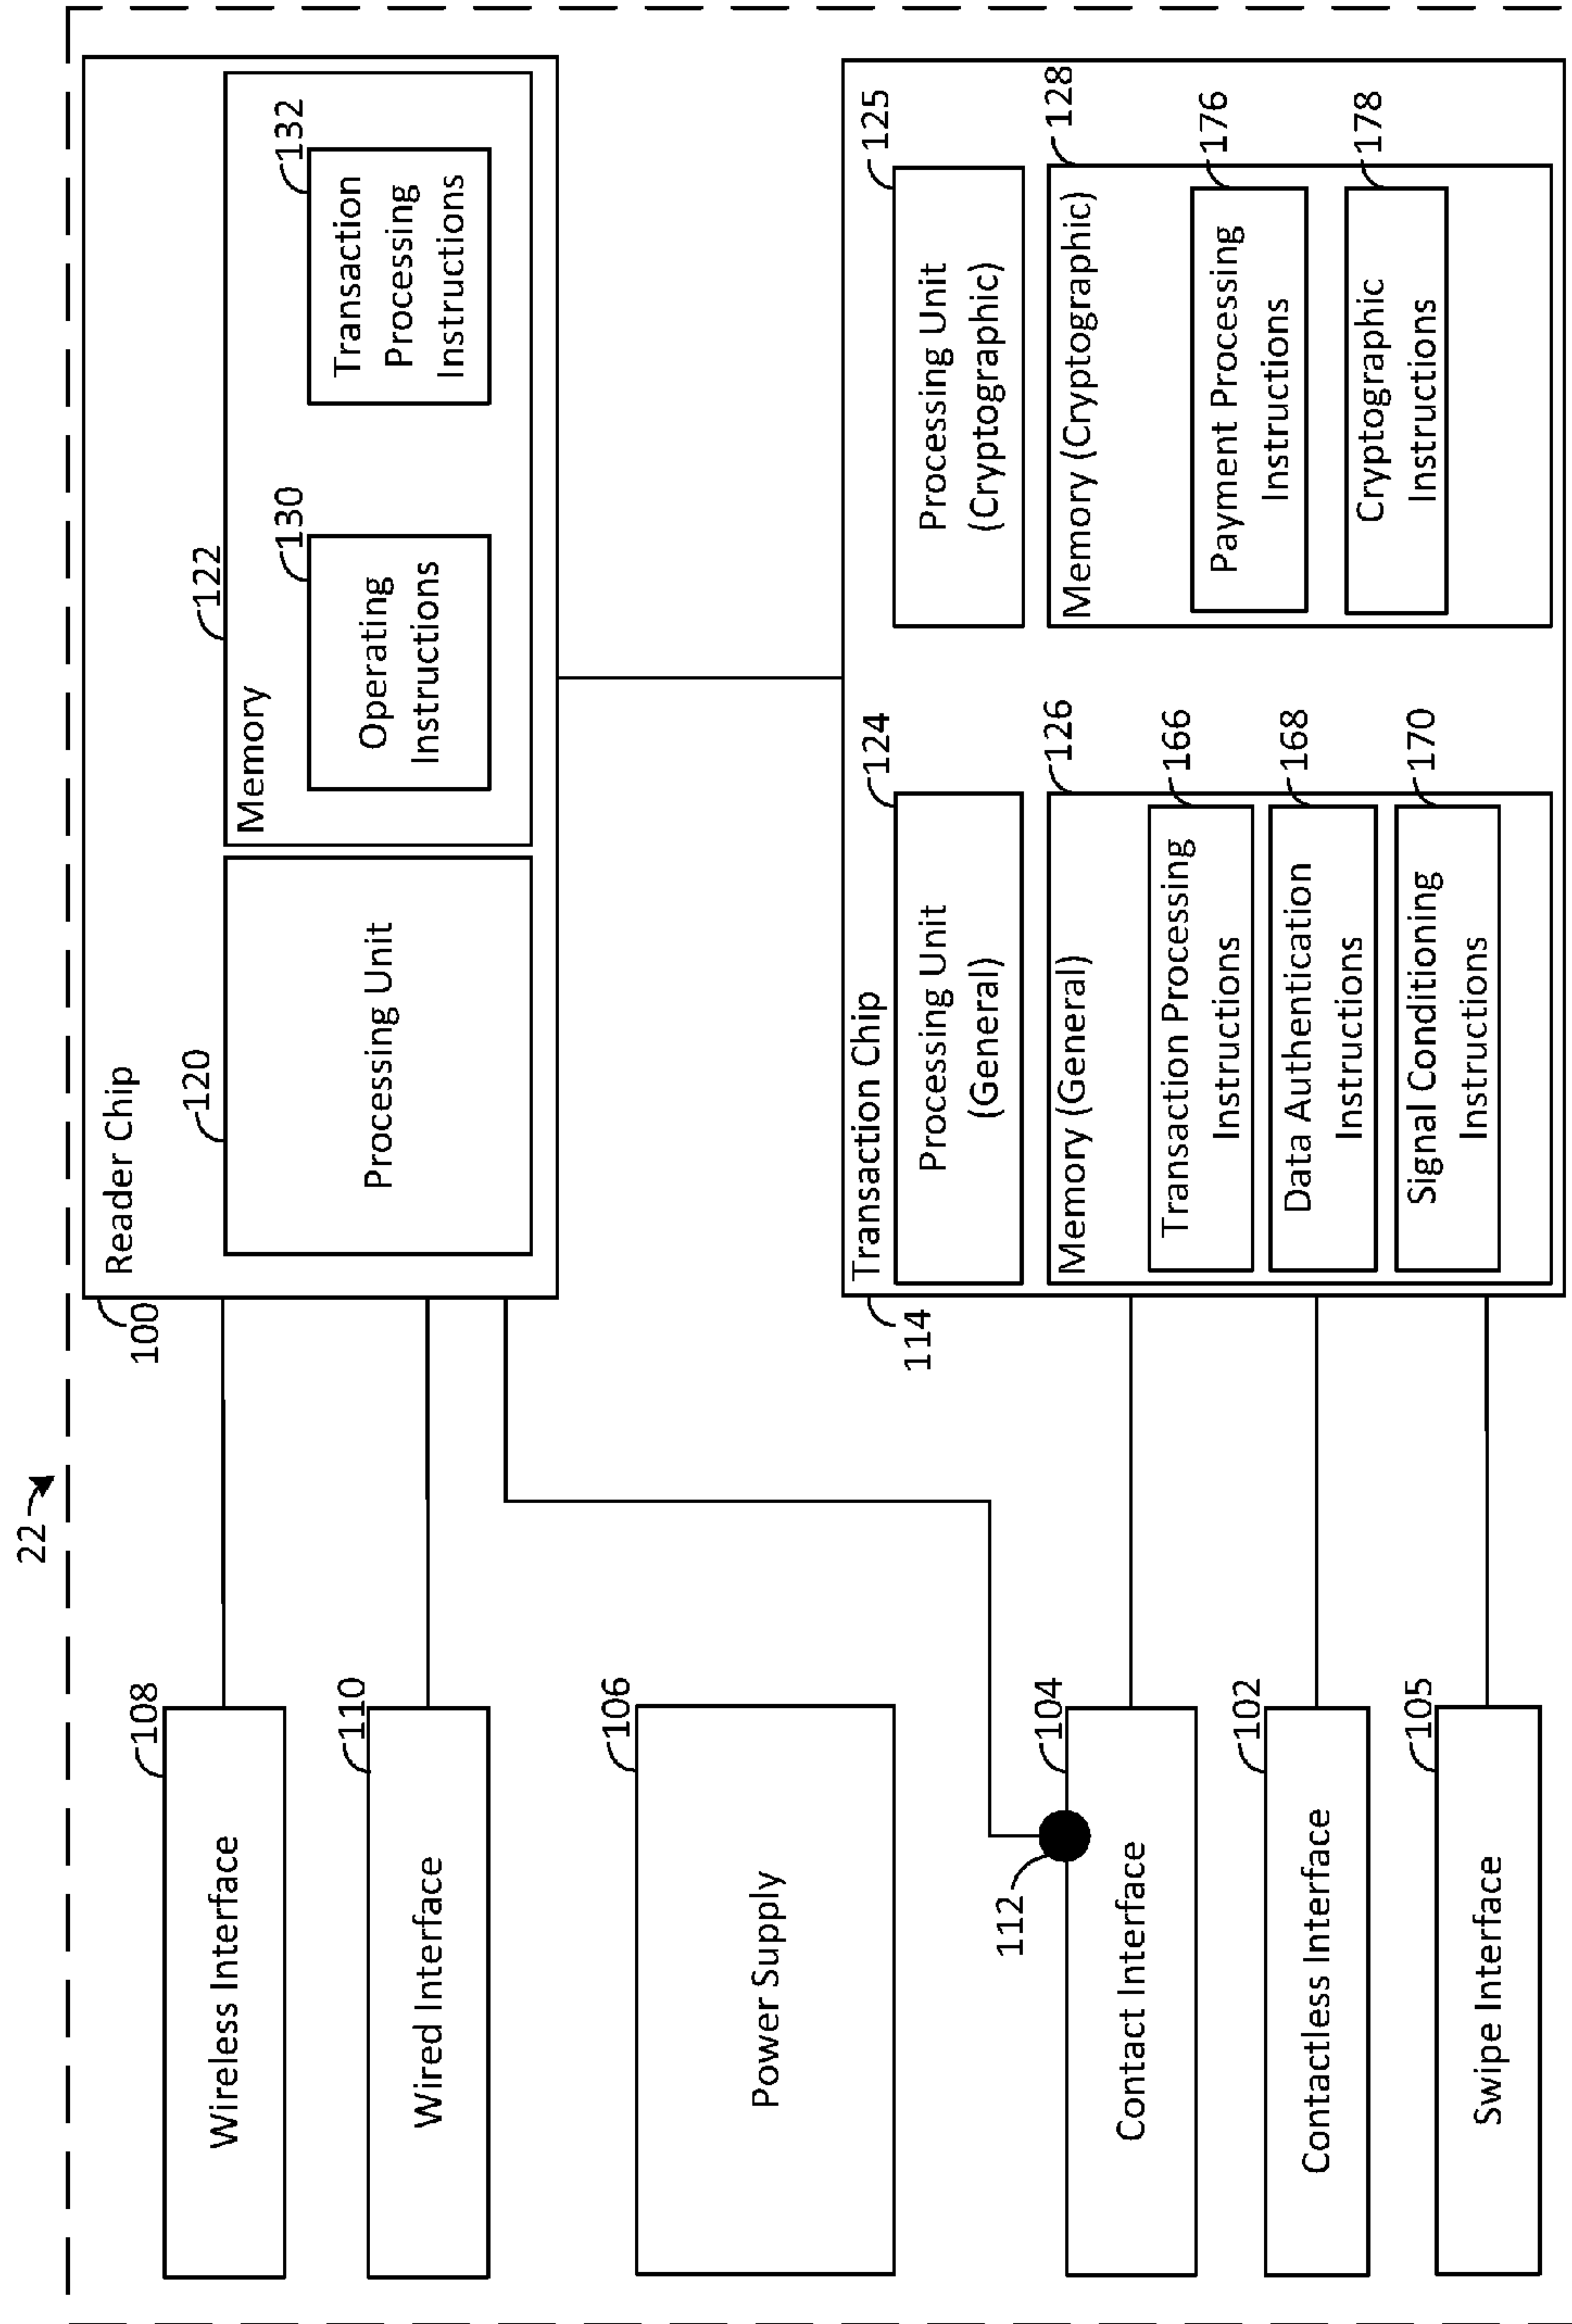 22
108
Wireless Interface
110
Wired Interface
106
Power Supply
112
104
Contact Interface
102
Contactless Interface
105
Swipe Interface
100
Reader Chip
120
Processing Unit
122
Memory
130
Operating
Instructions
132
Transaction
Processing
Instructions
114
Transaction Chip
124
Processing Unit
(General)
126
Memory (General)
166
Transaction Processing
Instructions
168
Data Authentication
Instructions
170
Signal Conditioning
Instructions
125
Processing Unit
(Cryptographic)
128
Memory (Cryptographic)
176
Payment Processing
Instructions
178
Cryptographic
Instructions